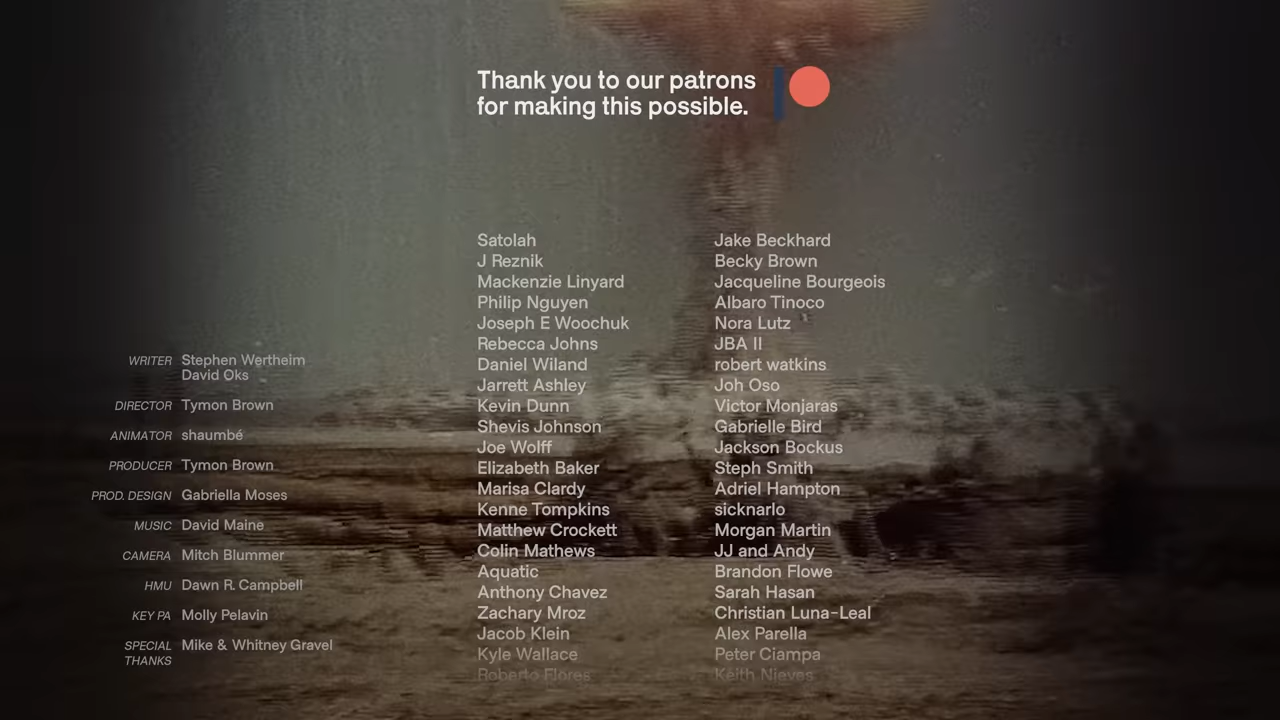 Thank you to our patrons
for making this possible.
WRITER Stephen Wertheim
David Oks
DIRECTOR Tymon Brown
ANIMATOR shaumbé
PRODUCER Tymon Brown
PROD. DESIGN Gabriella Moses
MUSIC David Maine
CAMERA Mitch Blummer
HMU Dawn R. Campbell
KEY PA Molly Pelavin
SPECIAL Mike & Whitney Gravel
THANKS
Satolah
J Reznik
Mackenzie Linyard
Philip Nguyen
Joseph E Woochuk
Rebecca Johns
Daniel Wiland
Jarrett Ashley
Kevin Dunn
Shevis Johnson
Joe Wolff
Elizabeth Baker
Marisa Clardy
Kenne Tompkins
Matthew Crockett
Colin Mathews
Aquatic
Anthony Chavez
Zachary Mroz
Jacob Klein
Kyle Wallace
Roberto Flores
Jake Beckhard
Becky Brown
Jacqueline Bourgeois
Albaro Tinoco
Nora Lutz
JBA II
robert watkins
Joh Oso
Victor Monjaras
Gabrielle Bird
Jackson Bockus
Steph Smith
Adriel Hampton
sicknarlo
Morgan Martin
JJ and Andy
Brandon Flowe
Sarah Hasan
Christian Luna-Leal
Alex Parella
Peter Ciampa
Keith Nieves